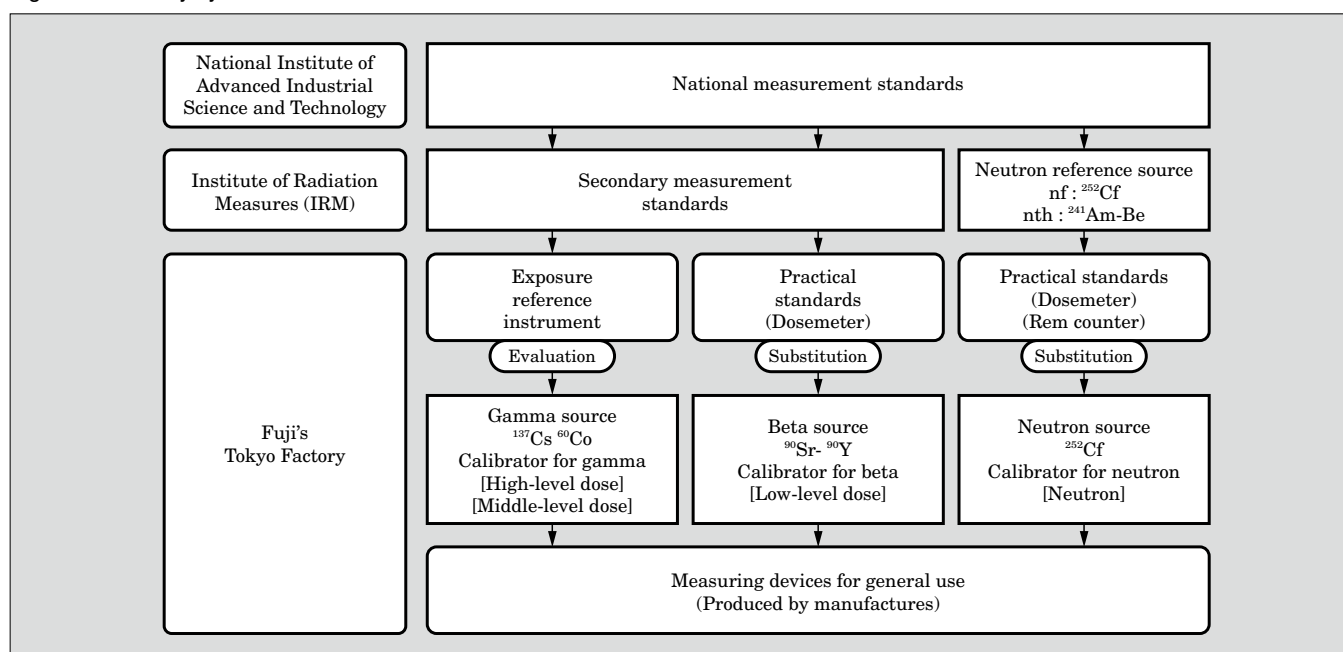 National Institute of
Advanced Industrial
Science and Technology
National measurement standards
Institute of Radiation
Measures (IRM)
Secondary measurement
standards
Neutron reference source
nf : ²⁵²Cf
nth : ²⁴¹Am-Be
Fuji's
Tokyo Factory
Exposure
reference
instrument
Practical
standards
(Dosemeter)
Practical standards
(Dosemeter)
(Rem counter)
Evaluation
Substitution
Substitution
Gamma source
¹³⁷Cs ⁶⁰Co
Calibrator for gamma
[High-level dose]
[Middle-level dose]
Beta source
⁹⁰Sr- ⁹⁰Y
Calibrator for beta
[Low-level dose]
Neutron source
²⁵²Cf
Calibrator for neutron
[Neutron]
Measuring devices for general use
(Produced by manufactures)